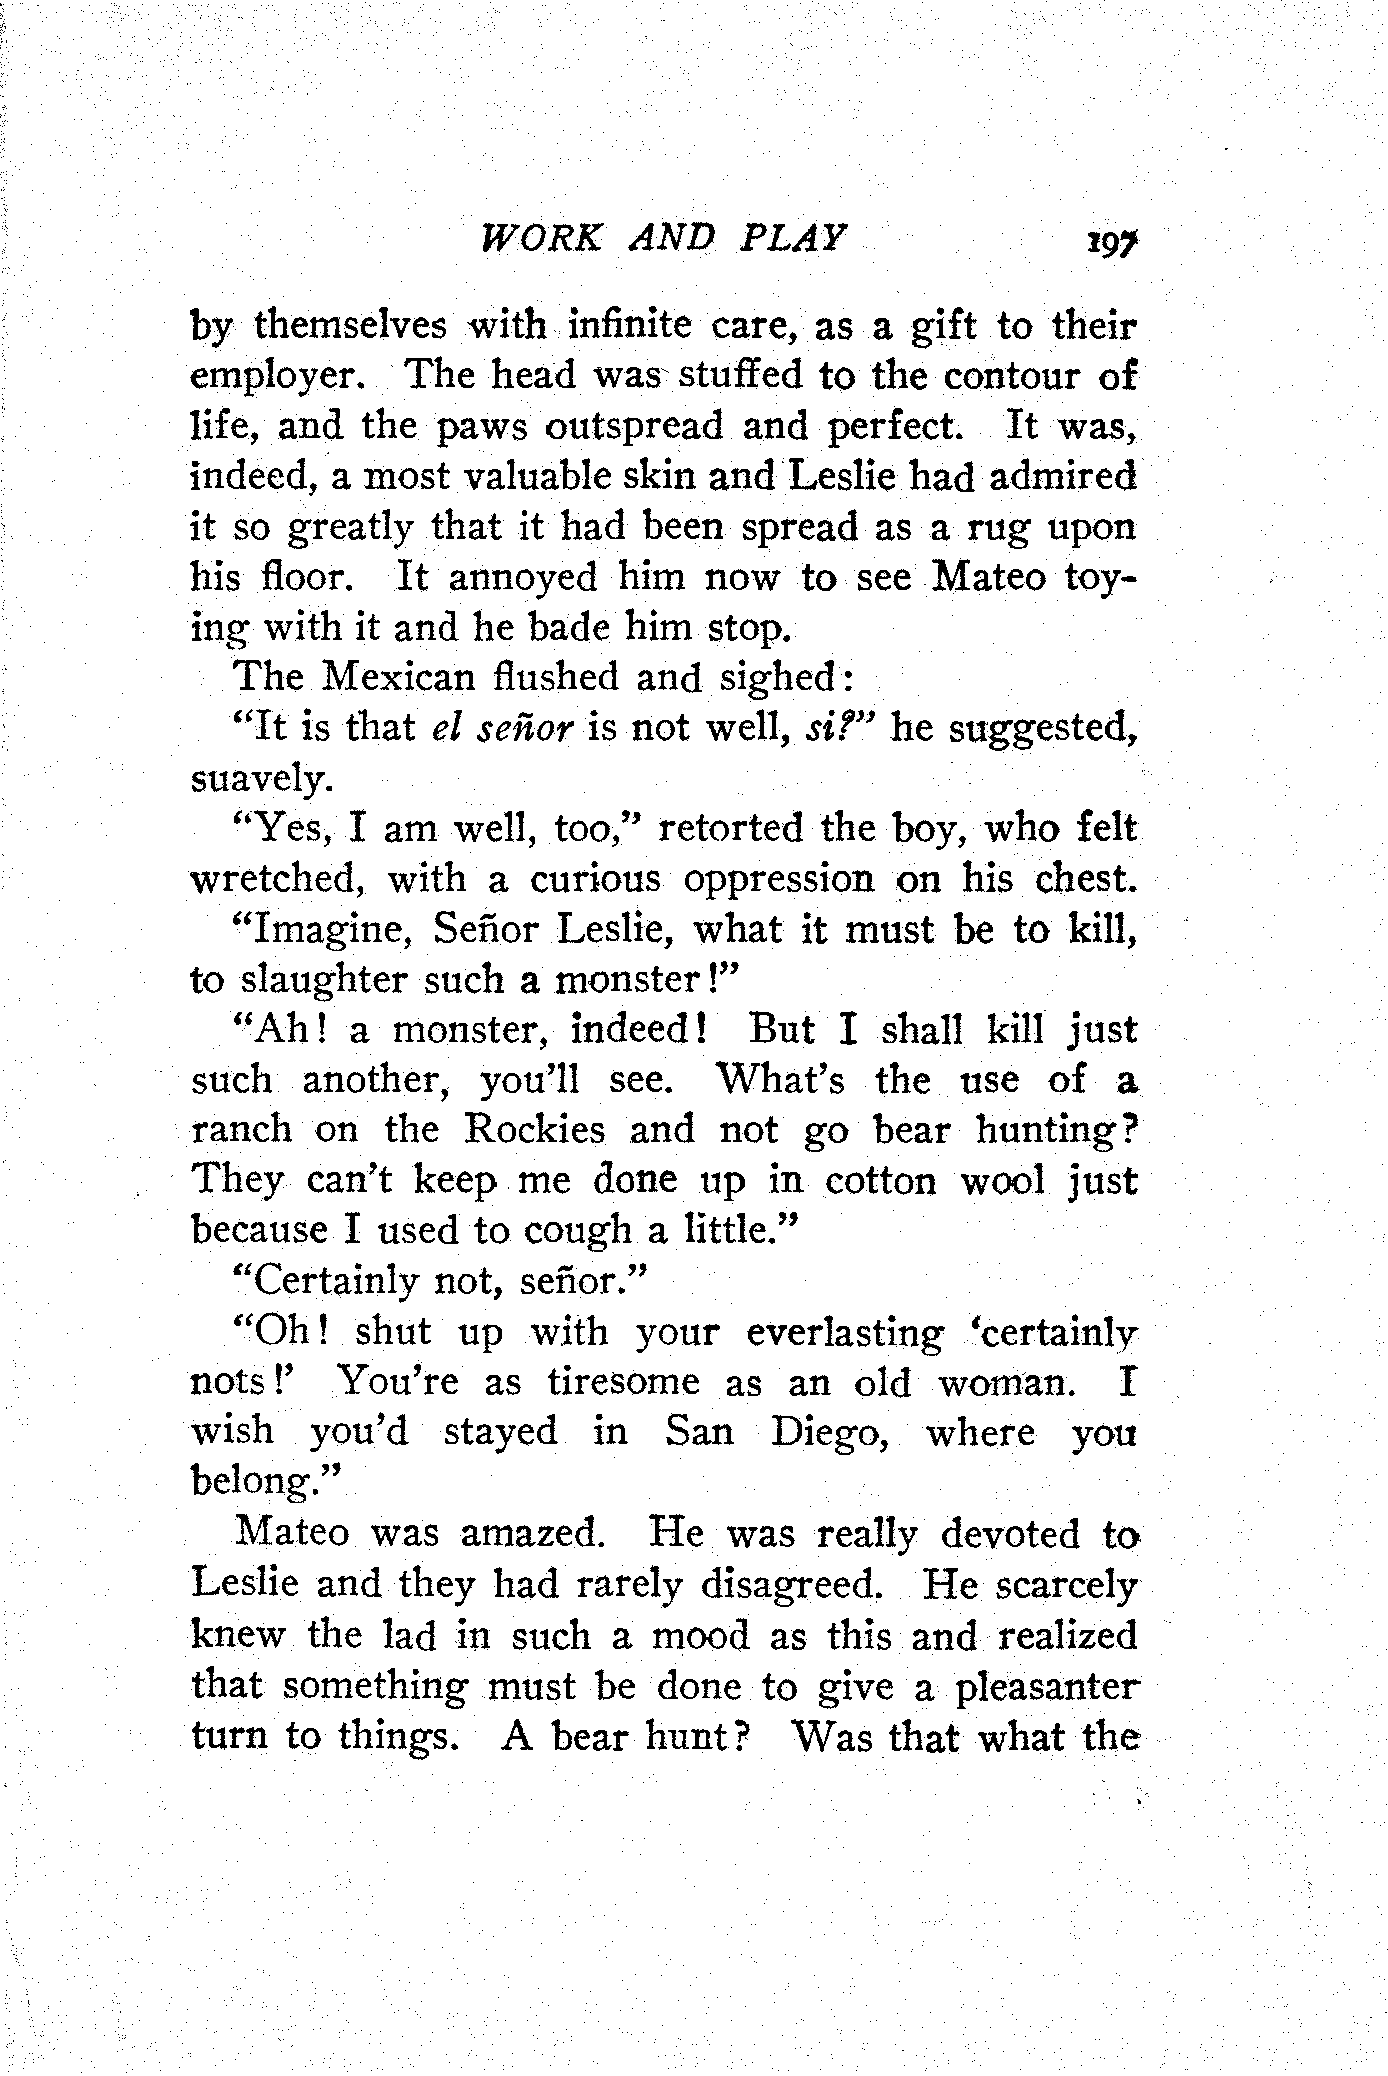 WORK AND PLAY 197
by themselves with infinite care, as a gift to their
employer. The head was stuffed to the contour of
life, and the paws outspread and perfect. It was,
indeed, a most valuable skin and Leslie had admired
it so greatly that it had been spread as a rug upon
his floor. It annoyed him now to see Mateo toy-
ing with it and he bade him stop.
The Mexican flushed and sighed:
“It is that el señor is not well, si?” he suggested,
suavely.
“Yes, I am well, too,” retorted the boy, who felt
wretched, with a curious oppression on his chest.
“Imagine, Señor Leslie, what it must be to kill,
to slaughter such a monster!”
“Ah! a monster, indeed! But I shall kill just
such another, you'll see. What's the use of a
ranch on the Rockies and not go bear hunting?
They can't keep me done up in cotton wool just
because I used to cough a little.”
“Certainly not, señor.”
“Oh! shut up with your everlasting ‘certainly
nots!’ You're as tiresome as an old woman. I
wish you'd stayed in San Diego, where you
belong.”
Mateo was amazed. He was really devoted to
Leslie and they had rarely disagreed. He scarcely
knew the lad in such a mood as this and realized
that something must be done to give a pleasanter
turn to things. A bear hunt? Was that what the